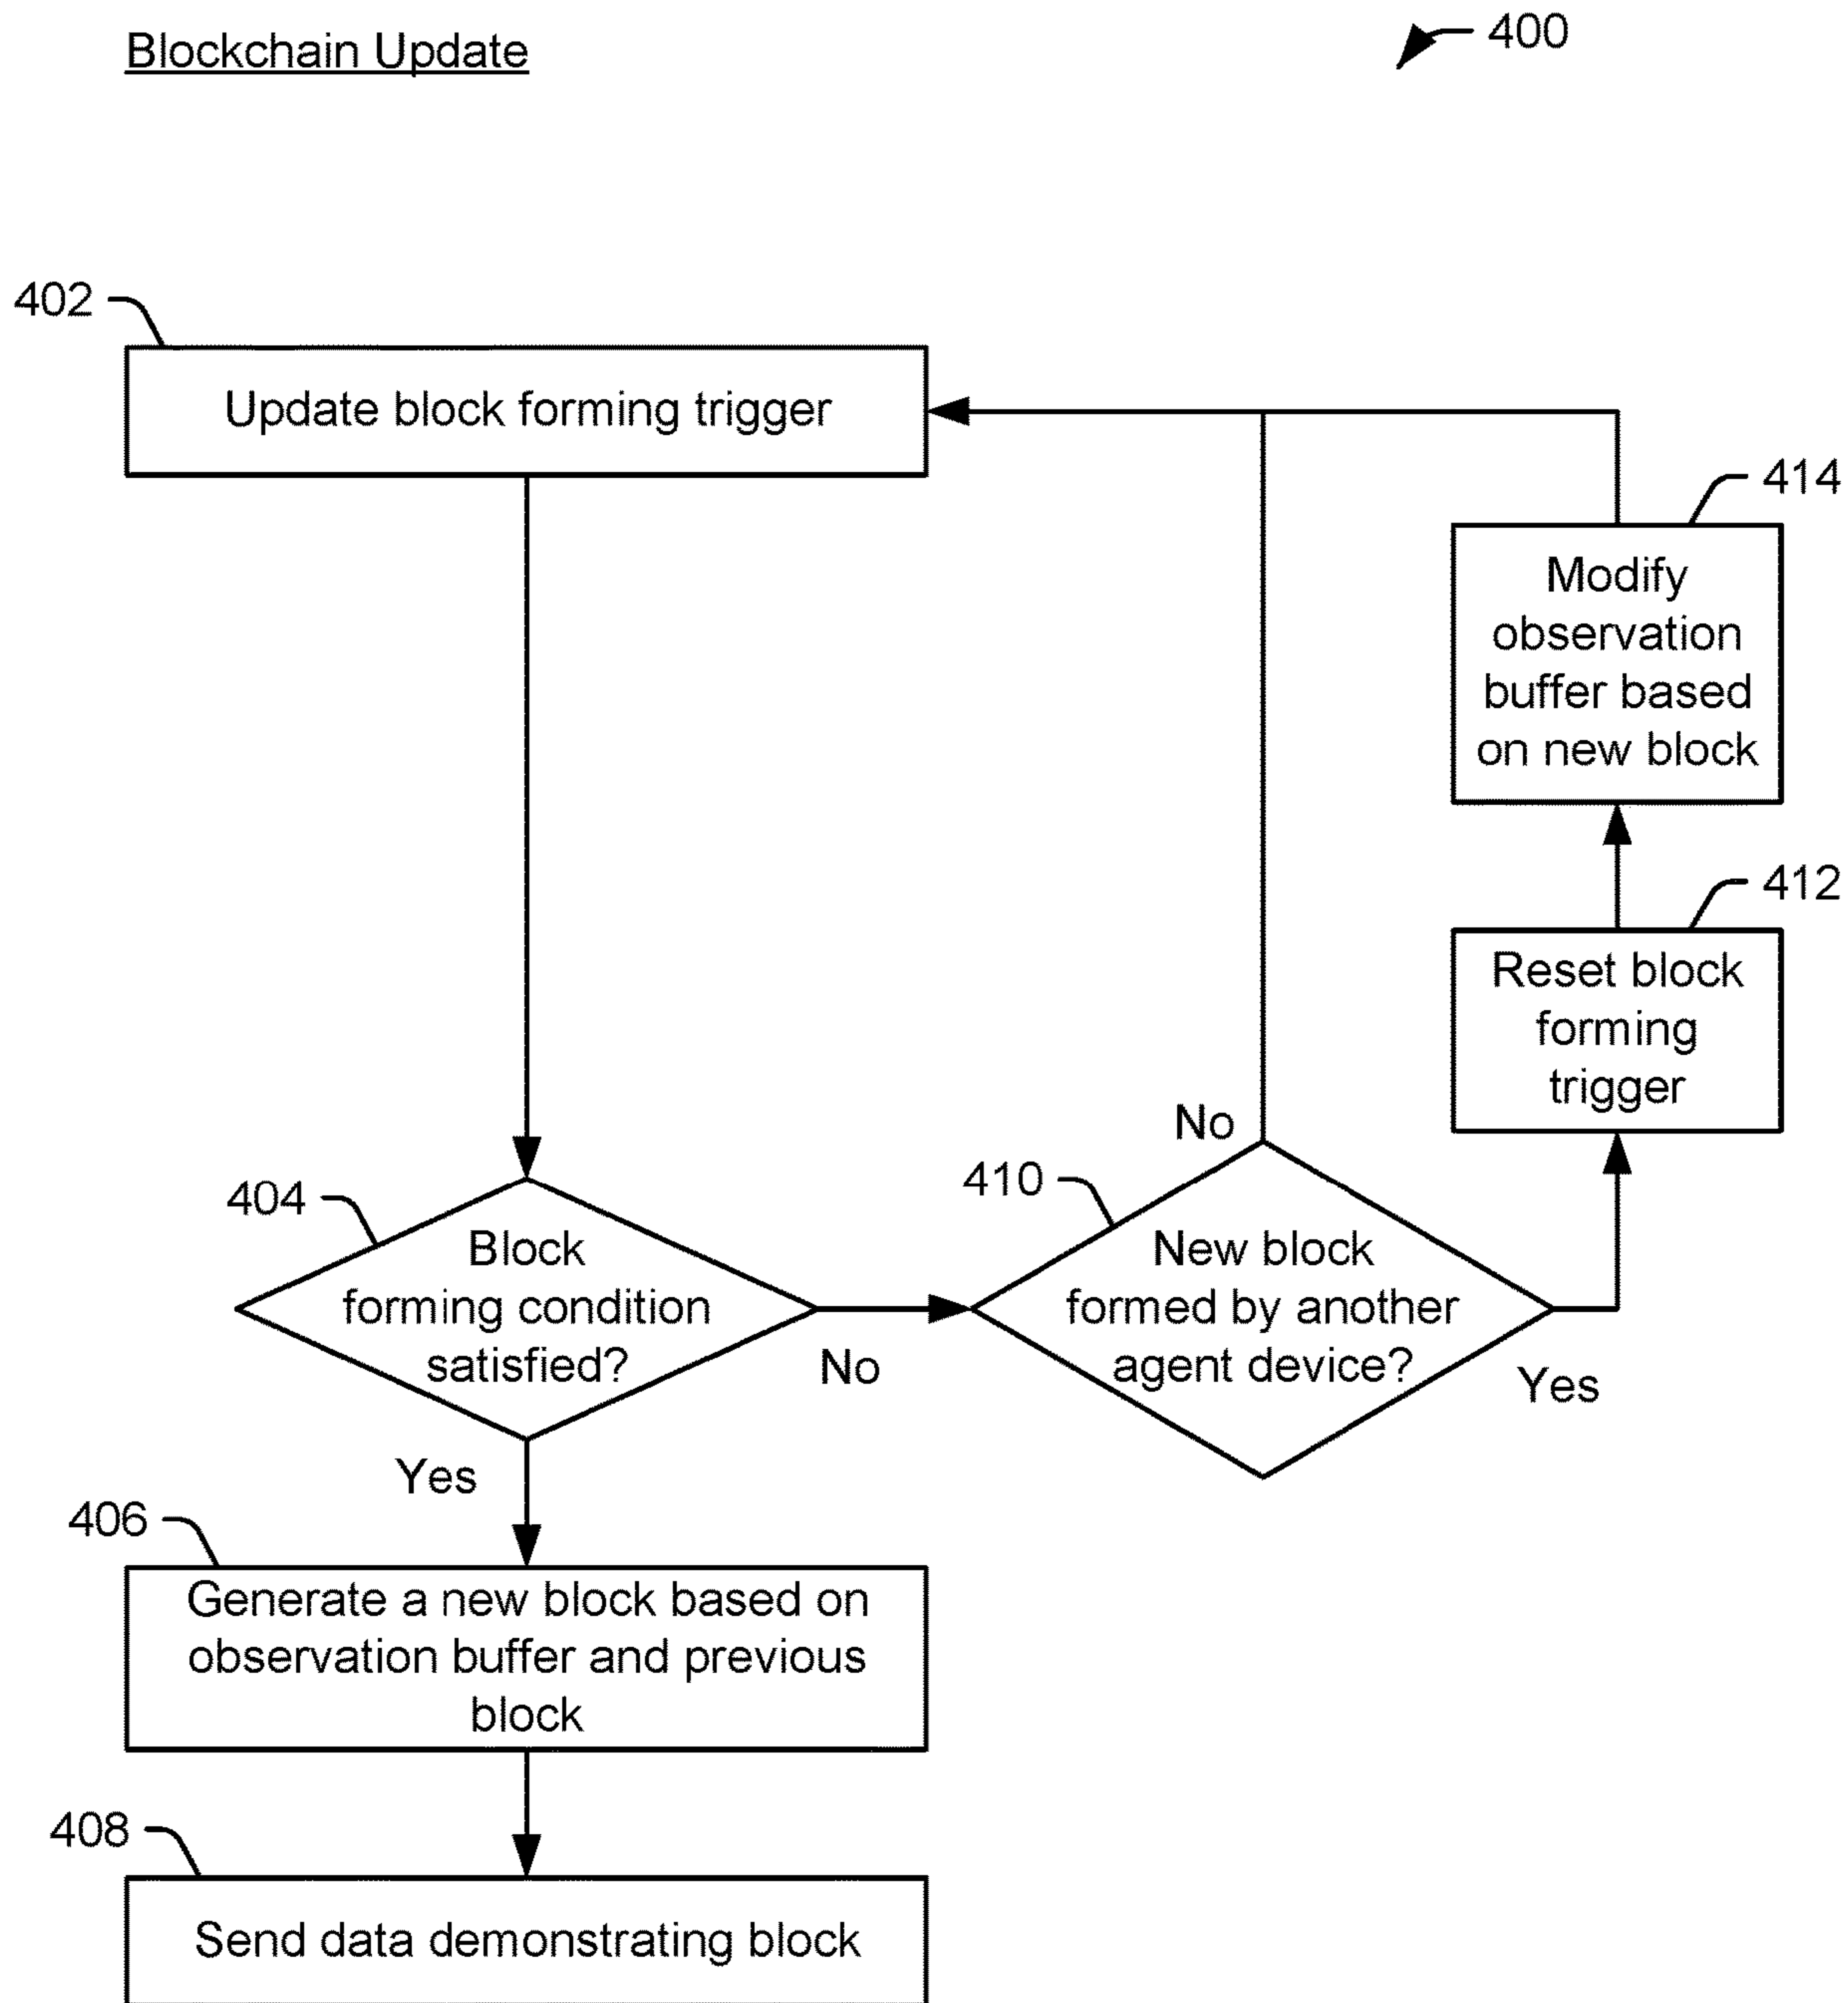 Blockchain Update
400
402
Update block forming trigger
414
Modify
observation
buffer based
on new block
412
Reset block
forming
trigger
No
404
Block
forming condition
satisfied?
No
410
New block
formed by another
agent device?
Yes
Yes
406
Generate a new block based on
observation buffer and previous
block
408
Send data demonstrating block